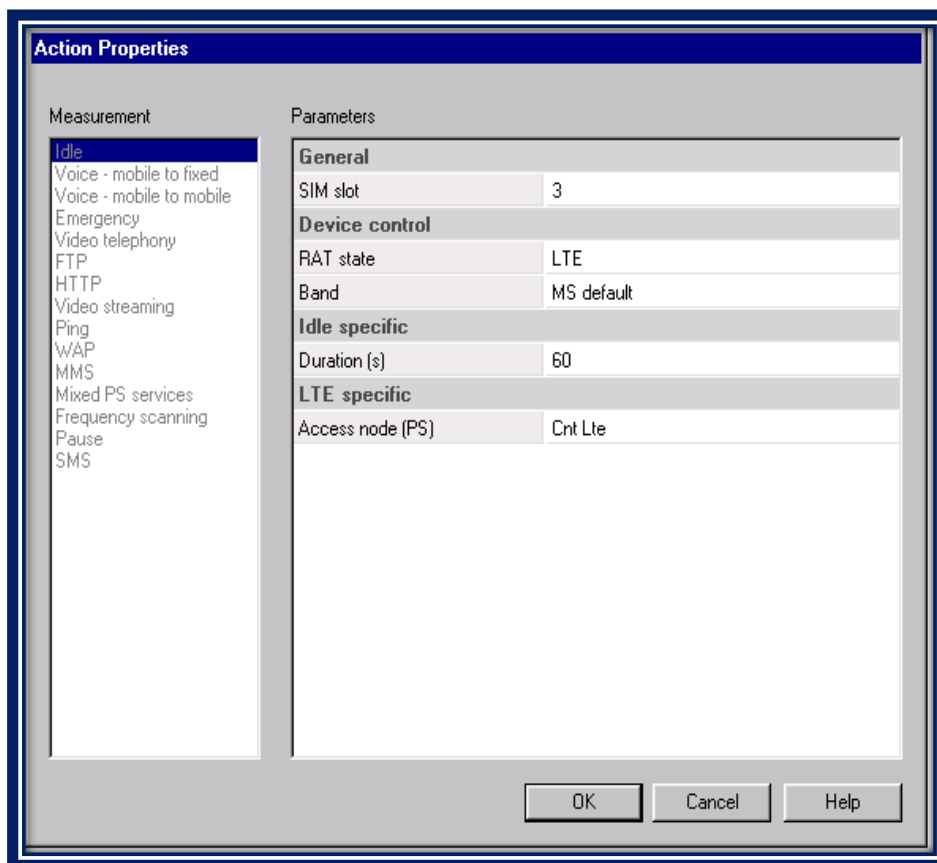 Action Properties
Measurement
Idle
Voice - mobile to fixed
Voice - mobile to mobile
Emergency
Video telephony
FTP
HTTP
Video streaming
Ping
WAP
MMS
Mixed PS services
Frequency scanning
Pause
SMS
Parameters
General
SIM slot 3
Device control
RAT state LTE
Band MS default
Idle specific
Duration (s) 60
LTE specific
Access node (PS) Cnt Lte
OK Cancel Help